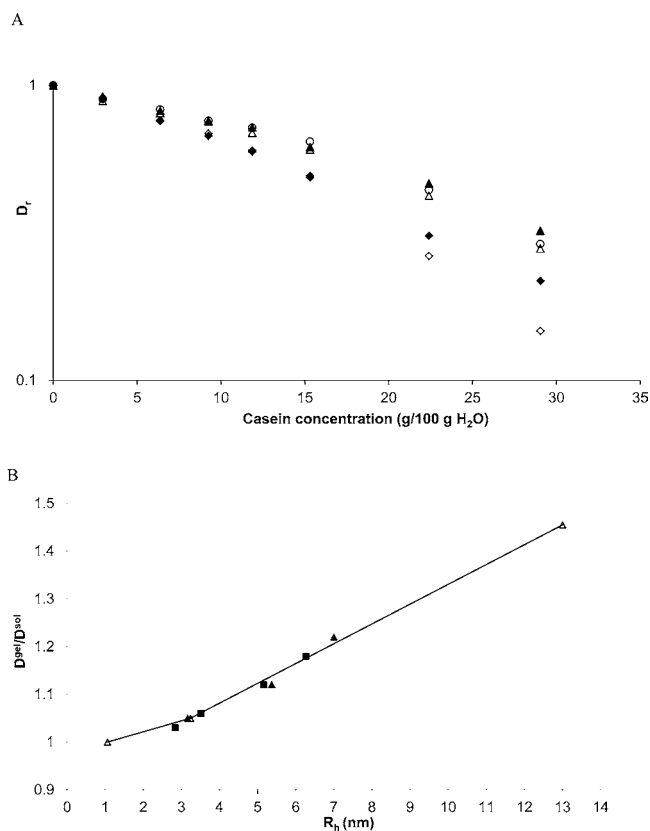 A
1
D_r
0.1
0 5 10 15 20 25 30 35
Casein concentration (g/100 g H₂O)
B
1.5
1.4
1.3
1.2
1.1
1
0.9
D^gel/D^sol
0 1 2 3 4 5 6 7 8 9 10 11 12 13 14
R_h (nm)